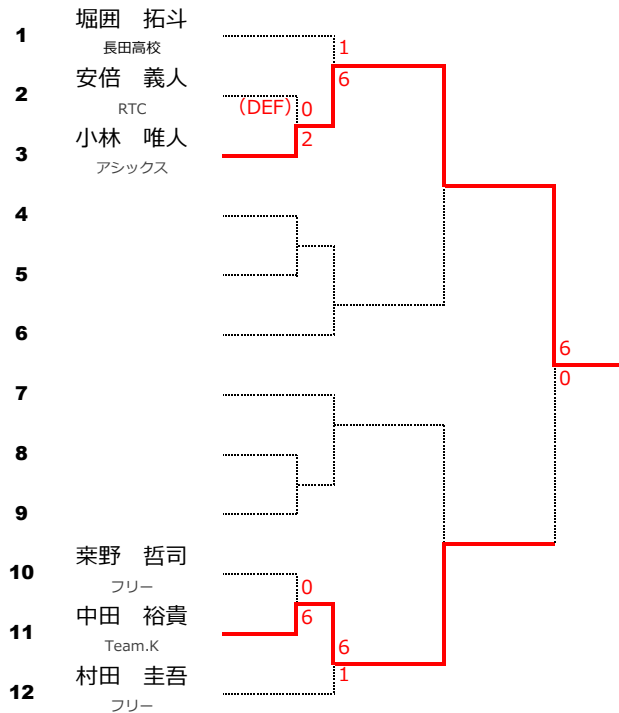 堀囲　拓斗
1
長田高校
1
安倍　義人
6
2
RTC
(DEF) 0
小林　唯人
2
3
アシックス
4
5
6
6
0
7
8
9
桒野　哲司
10
フリー
0
中田　裕貴
6
11
Team.K
6
村田　圭吾
1
12
フリー